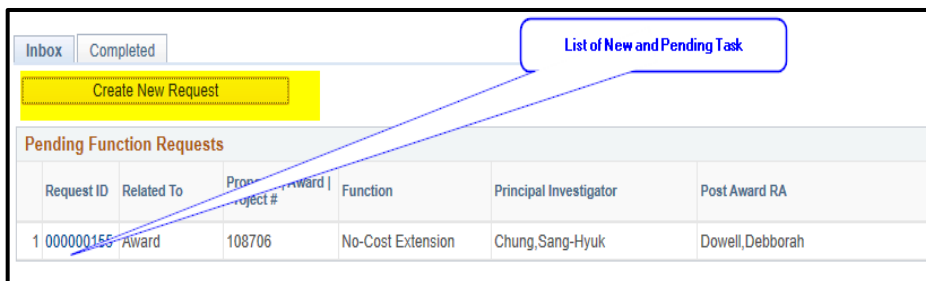 List of New and Pending Task
Inbox Completed
Create New Request
Pending Function Requests
Request ID Related To Award | Function Principal Investigator Post Award RA
Project #
1 000000155 Award 108706 No-Cost Extension Chung,Sang-Hyuk Dowell,Debborah